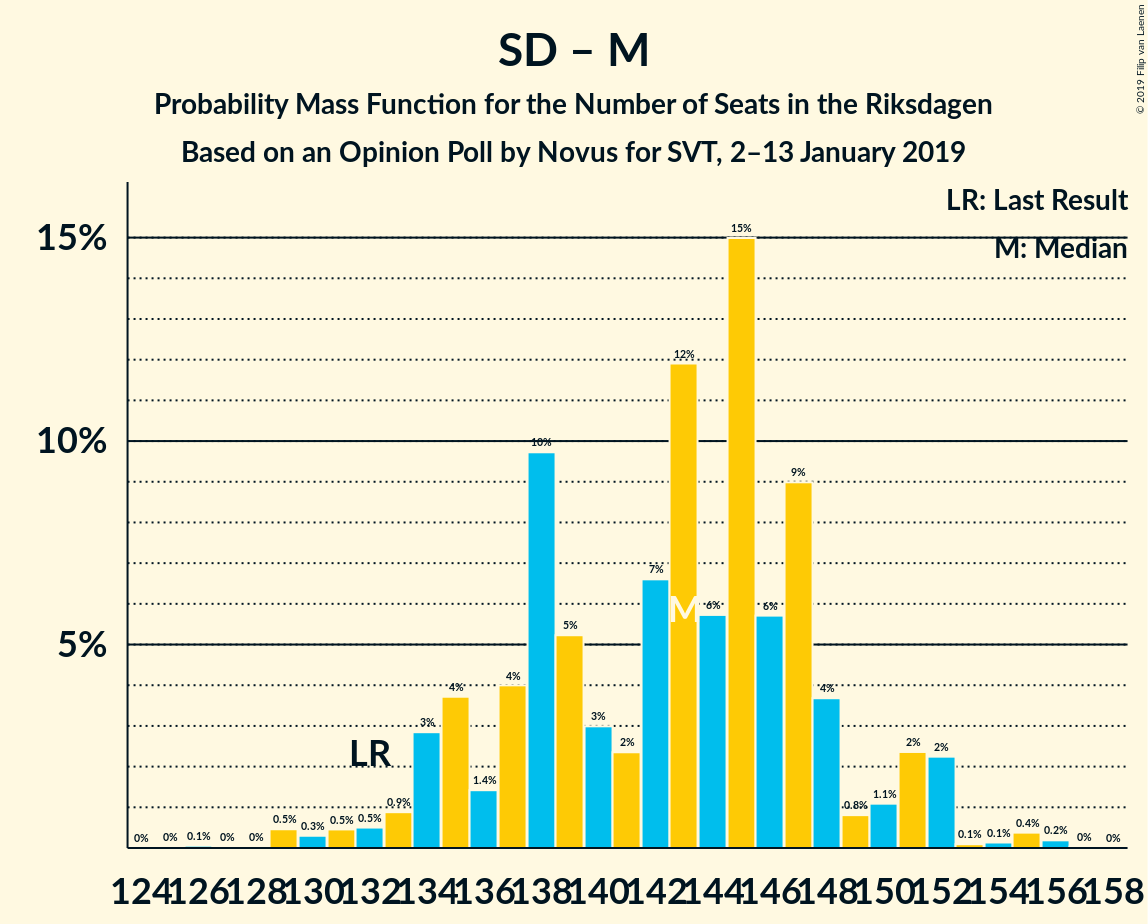 © 2019 Filip van Laenen
SD – M
Probability Mass Function for the Number of Seats in the Riksdagen
Based on an Opinion Poll by Novus for SVT, 2–13 January 2019
LR: Last Result
M: Median
15%
10%
5%
0% 0% 0.1% 0% 0% 0.5% 0.3% 0.5% 0.5% 0.9% 3% 4% 1.4% 4% 10% 5% 3% 2% 7% 12% 6% 15% 6% 9% 4% 0.8% 1.1% 2% 2% 0.1% 0.1% 0.4% 0.2% 0% 0%
LR
M
124 126 128 130 132 134 136 138 140 142 144 146 148 150 152 154 156 158